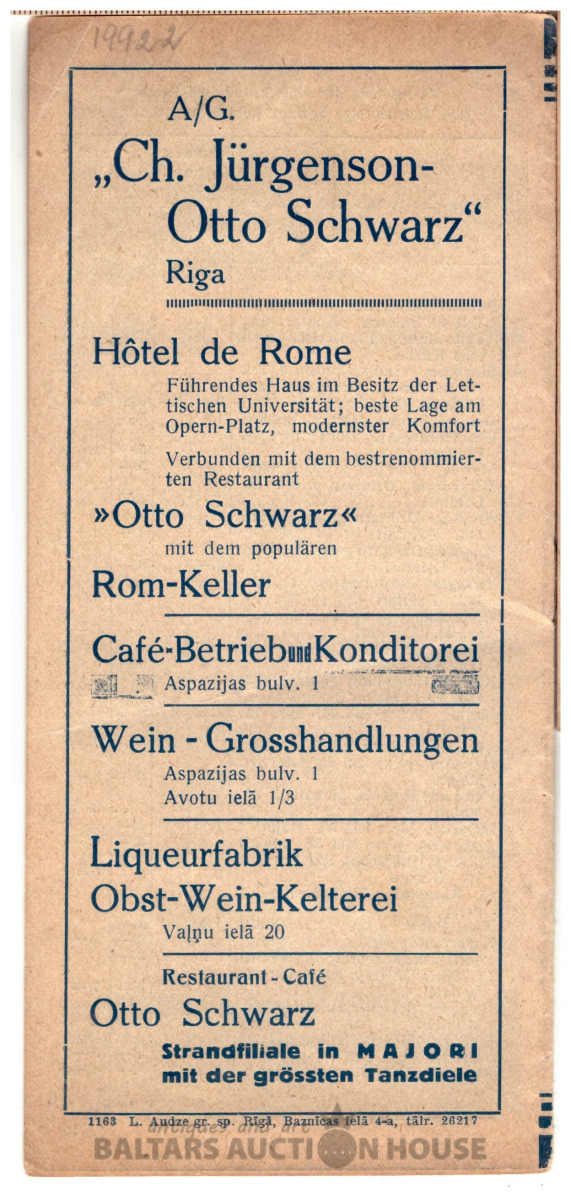 19922
A/G.
„Ch. Jürgenson-
Otto Schwarz“
Riga
Hôtel de Rome
Führendes Haus im Besitz der Let-
tischen Universität; beste Lage am
Opern-Platz, modernster Komfort
Verbunden mit dem bestrenommier-
ten Restaurant
»Otto Schwarz«
mit dem populären
Rom-Keller
Café-Betrieb und Konditorei
Aspazijas bulv. 1
Wein - Grosshandlungen
Aspazijas bulv. 1
Avotu ielā 1/3
Liqueurfabrik
Obst-Wein-Kelterei
Vaļņu ielā 20
Restaurant - Café
Otto Schwarz
Strandfiliale in MAJORI
mit der grössten Tanzdiele
1163 L. Audze gr. sp. Rīgā, Baznīcas ielā 4-a, tālr. 26217
antiques and art
BALTARS AUCTION HOUSE